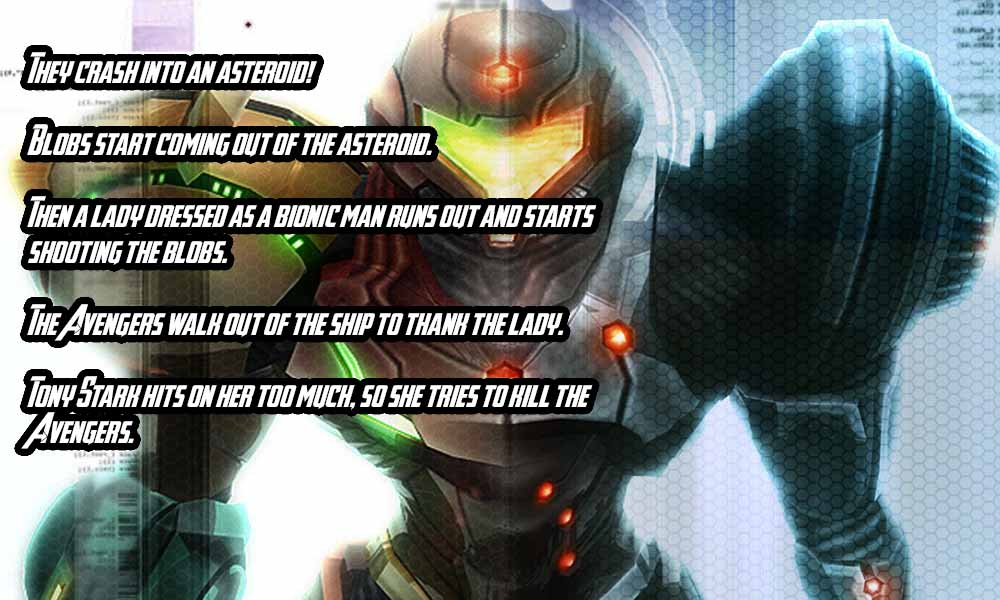 They crash into an asteroid!
Blobs start coming out of the asteroid.
Then a lady dressed as a bionic man runs out and starts
shooting the blobs.
The Avengers walk out of the ship to thank the lady.
Tony Stark hits on her too much, so she tries to kill the
Avengers.